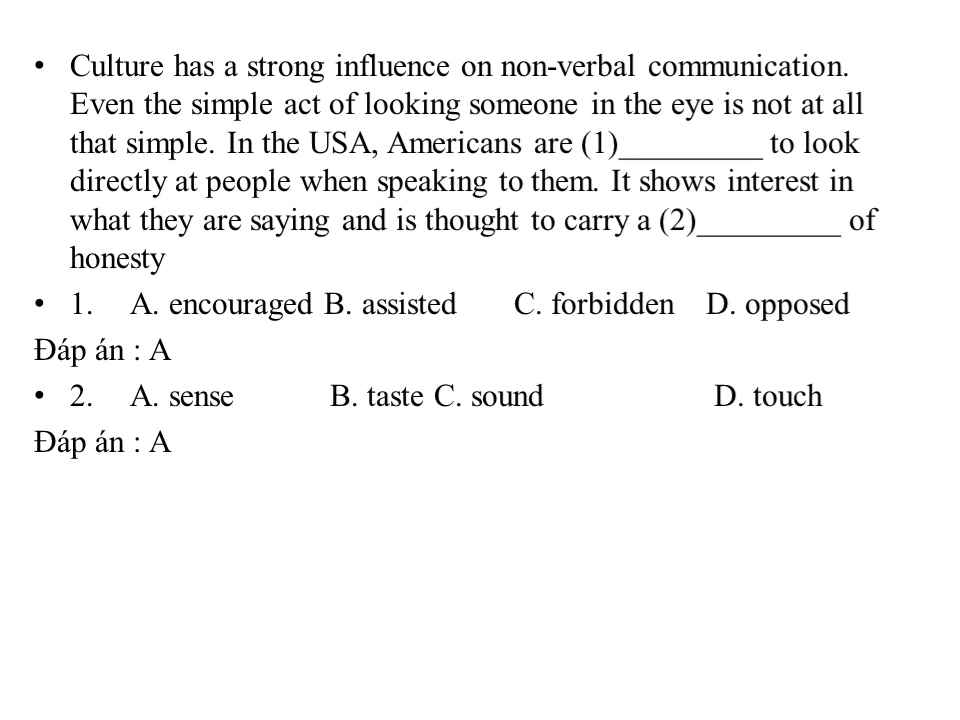 • Culture has a strong influence on non-verbal communication.
Even the simple act of looking someone in the eye is not at all
that simple. In the USA, Americans are (1)_________ to look
directly at people when speaking to them. It shows interest in
what they are saying and is thought to carry a (2)_________ of
honesty
• 1. A. encouraged B. assisted C. forbidden D. opposed
Đáp án : A
• 2. A. sense B. taste C. sound D. touch
Đáp án : A